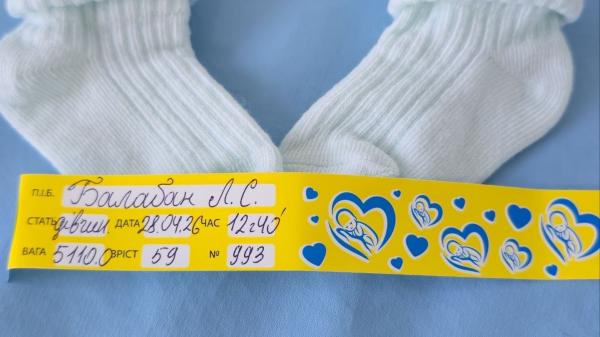 П.І.Б. Балабан Л. С.
СТАТЬ дівчин. ДАТА 28.04.26 ЧАС 12:40
ВАГА 5110.0 ЗРІСТ 59 № 993